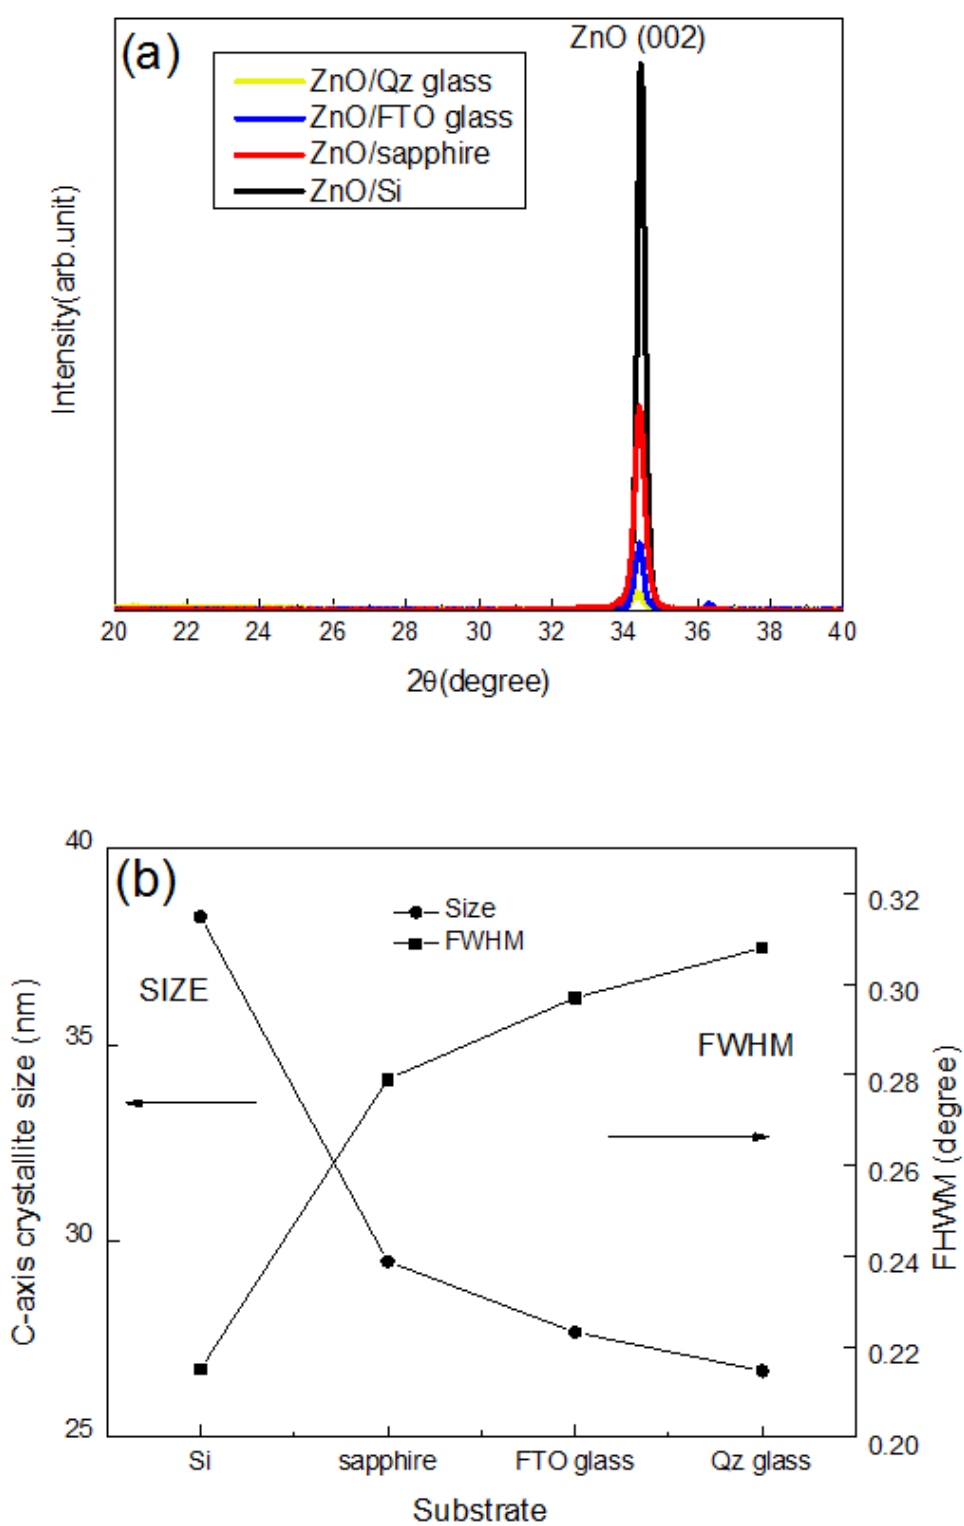 (a)
ZnO (002)
ZnO/Qz glass
ZnO/FTO glass
ZnO/sapphire
ZnO/Si
Intensity(arb.unit)
20 22 24 26 28 30 32 34 36 38 40
2θ(degree)
(b)
40
35
30
25
C-axis crystallite size (nm)
Size
FWHM
SIZE
FWHM
0.32
0.30
0.28
0.26
0.24
0.22
0.20
FHWM (degree)
Si sapphire FTO glass Qz glass
Substrate